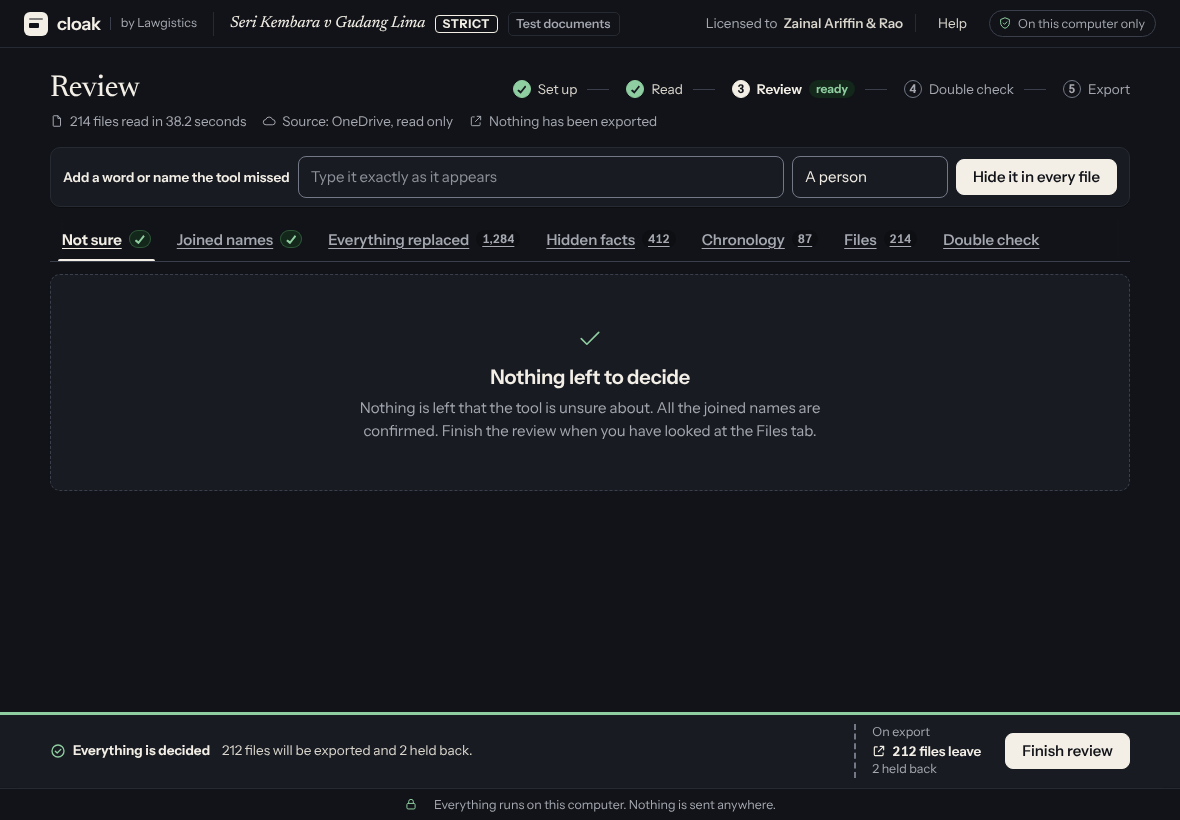 cloak by Lawgistics Seri Kembara v Gudang Lima STRICT Test documents Licensed to Zainal Ariffin & Rao Help On this computer only
Review
Set up Read 3 Review ready 4 Double check 5 Export
214 files read in 38.2 seconds Source: OneDrive, read only Nothing has been exported
Add a word or name the tool missed Type it exactly as it appears A person Hide it in every file
Not sure Joined names Everything replaced 1,284 Hidden facts 412 Chronology 87 Files 214 Double check
Nothing left to decide
Nothing is left that the tool is unsure about. All the joined names are
confirmed. Finish the review when you have looked at the Files tab.
Everything is decided 212 files will be exported and 2 held back.
On export
212 files leave
2 held back
Finish review
Everything runs on this computer. Nothing is sent anywhere.